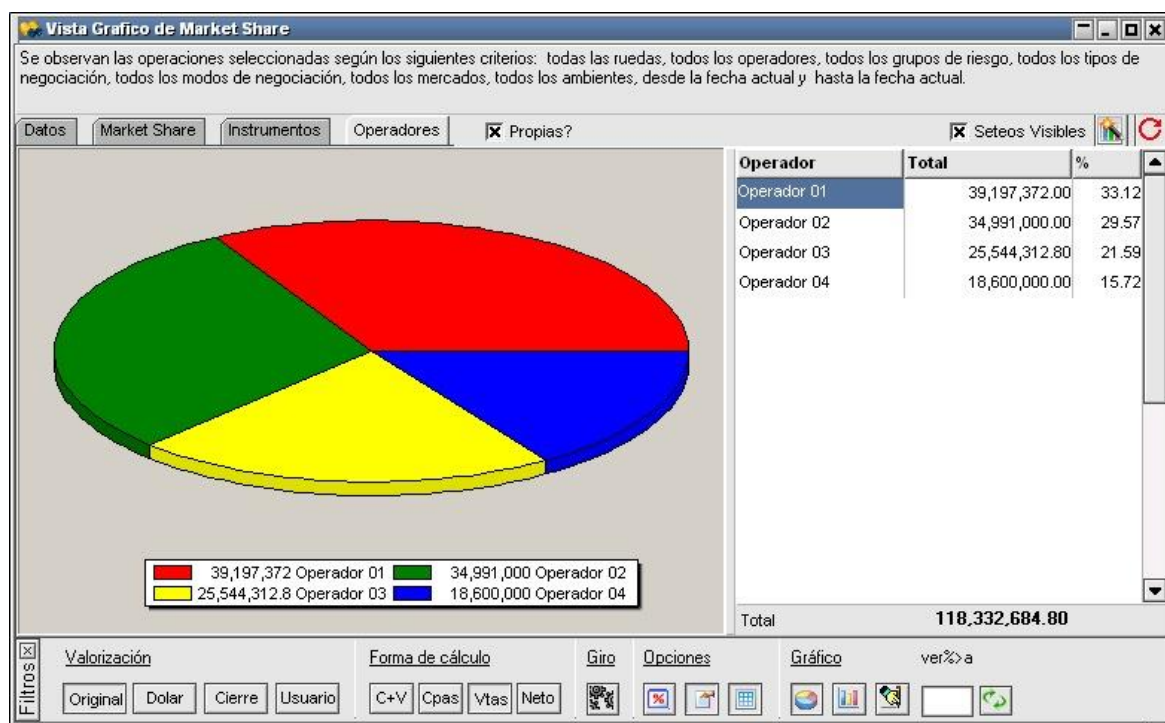 Vista Grafico de Market Share
Se observan las operaciones seleccionadas según los siguientes criterios: todas las ruedas, todos los operadores, todos los grupos de riesgo, todos los tipos de
negociación, todos los modos de negociación, todos los mercados, todos los ambientes, desde la fecha actual y hasta la fecha actual.
Datos Market Share Instrumentos Operadores Propias? Seteos Visibles
Operador Total %
Operador 01 39,197,372.00 33.12
Operador 02 34,991,000.00 29.57
Operador 03 25,544,312.80 21.59
Operador 04 18,600,000.00 15.72
39,197,372 Operador 01 34,991,000 Operador 02
25,544,312.8 Operador 03 18,600,000 Operador 04
Total 118,332,684.80
Filtros
Valorización Forma de cálculo Giro Opciones Gráfico ver%>a
Original Dolar Cierre Usuario C+V Cpas Vtas Neto